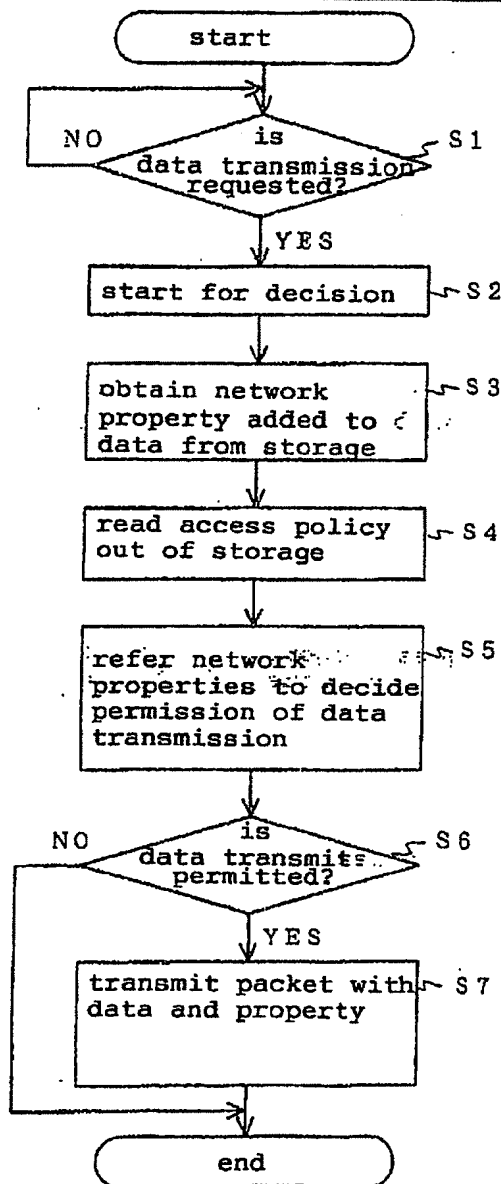 start
NO
is
data transmission
requested?
S1
YES
start for decision
S2
obtain network
property added to
data from storage
S3
read access policy
out of storage
S4
refer network
properties to decide
permission of data
transmission
S5
NO
is
data transmits
permitted?
S6
YES
transmit packet with
data and property
S7
end